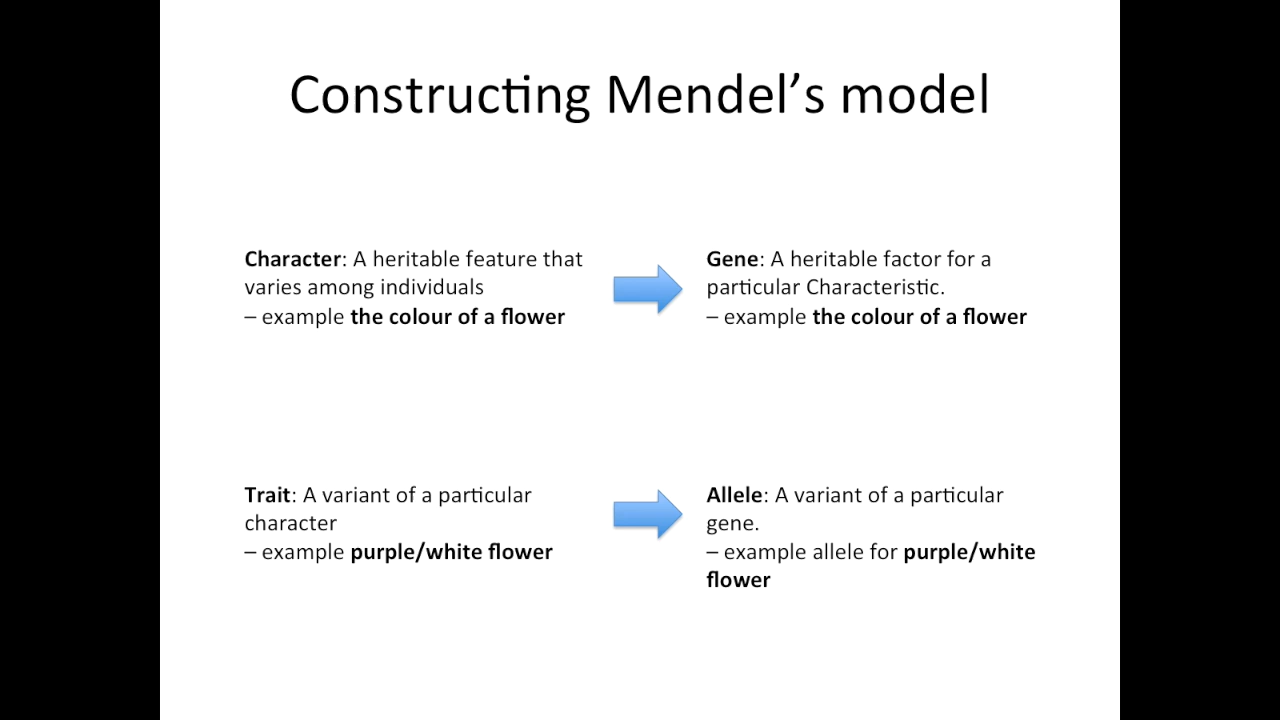 Constructing Mendel’s model
Character: A heritable feature that
varies among individuals
– example the colour of a flower
Gene: A heritable factor for a
particular Characteristic.
– example the colour of a flower
Trait: A variant of a particular
character
– example purple/white flower
Allele: A variant of a particular
gene.
– example allele for purple/white
flower